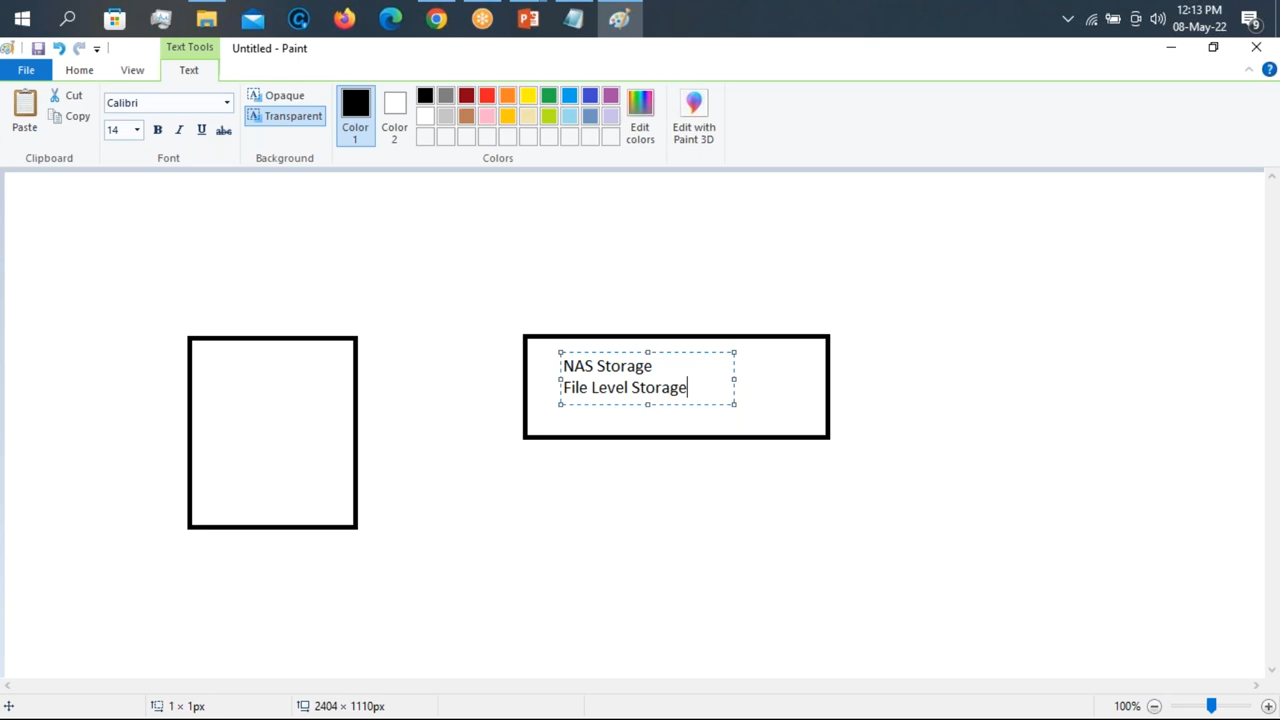 12:13 PM
08-May-22
9
Text Tools
Untitled - Paint
File
Home
View
Text
Paste
Cut
Copy
Clipboard
Calibri
14
B I U abc
Font
Opaque
Transparent
Background
Color 1
Color 2
Edit colors
Colors
Edit with Paint 3D
NAS Storage
File Level Storage
1 × 1px
2404 × 1110px
100%